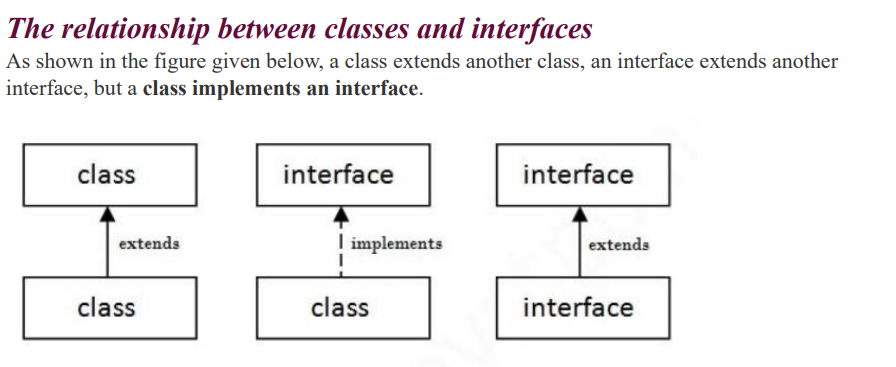 The relationship between classes and interfaces
As shown in the figure given below, a class extends another class, an interface extends another
interface, but a class implements an interface.
class
interface
interface
extends
implements
extends
class
class
interface